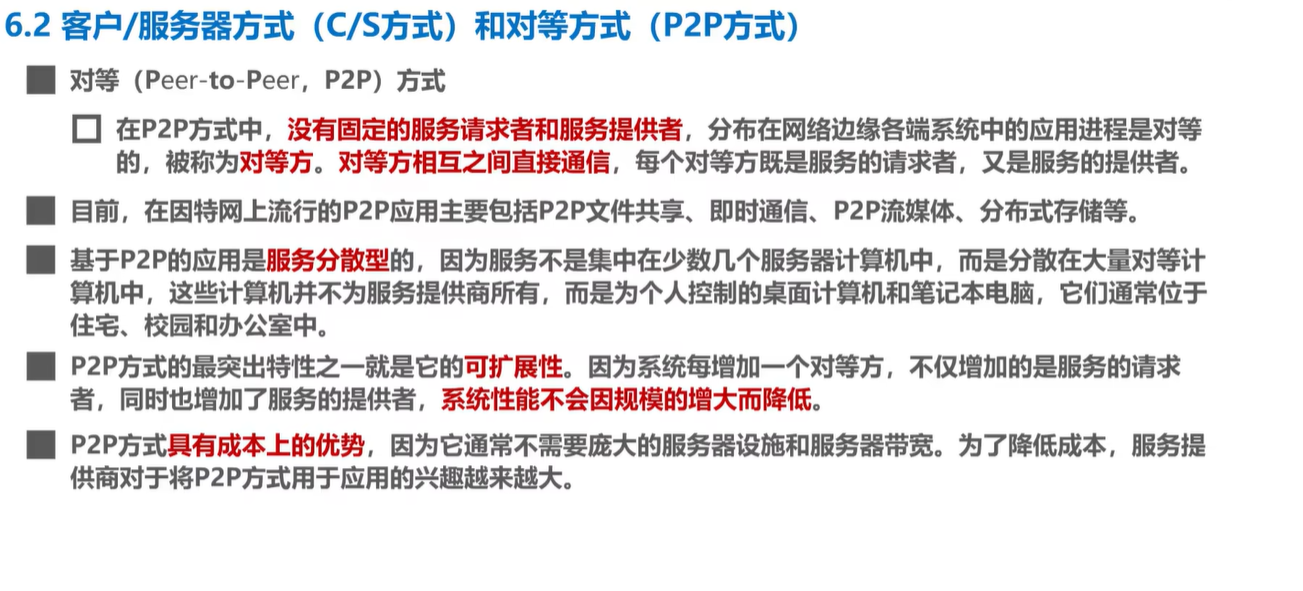 6.2 客户/服务器方式（C/S方式）和对等方式（P2P方式）
对等（Peer-to-Peer，P2P）方式
在P2P方式中，没有固定的服务请求者和服务提供者，分布在网络边缘各端系统中的应用进程是对等
的，被称为对等方。对等方相互之间直接通信，每个对等方既是服务的请求者，又是服务的提供者。
目前，在因特网上流行的P2P应用主要包括P2P文件共享、即时通信、P2P流媒体、分布式存储等。
基于P2P的应用是服务分散型的，因为服务不是集中在少数几个服务器计算机中，而是分散在大量对等计
算机中，这些计算机并不为服务提供商所有，而是为个人控制的桌面计算机和笔记本电脑，它们通常位于
住宅、校园和办公室中。
P2P方式的最突出特性之一就是它的可扩展性。因为系统每增加一个对等方，不仅增加的是服务的请求
者，同时也增加了服务的提供者，系统性能不会因规模的增大而降低。
P2P方式具有成本上的优势，因为它通常不需要庞大的服务器设施和服务器带宽。为了降低成本，服务提
供商对于将P2P方式用于应用的兴趣越来越大。